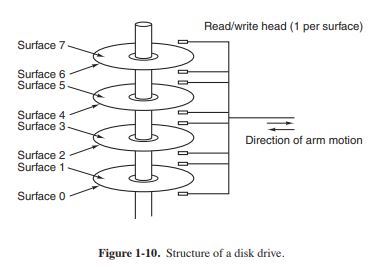 Read/write head (1 per surface)
Surface 7
Surface 6
Surface 5
Surface 4
Surface 3
Direction of arm motion
Surface 2
Surface 1
Surface 0
Figure 1-10. Structure of a disk drive.